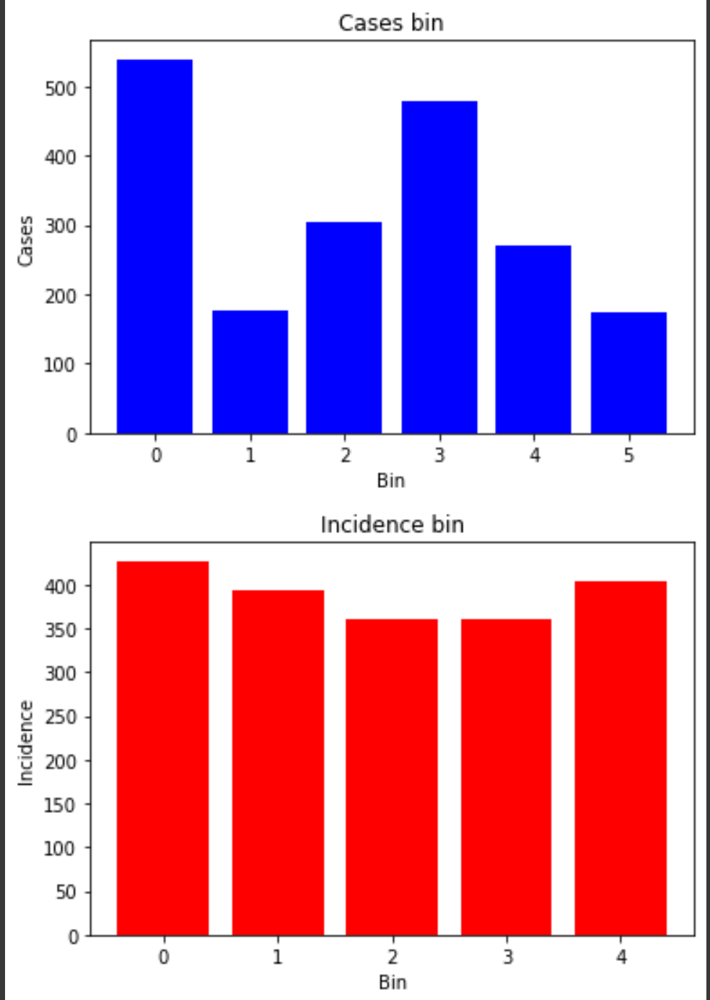 Cases bin
500
400
300
200
100
0
Cases
0 1 2 3 4 5
Bin
Incidence bin
400
350
300
250
200
150
100
50
0
Incidence
0 1 2 3 4
Bin